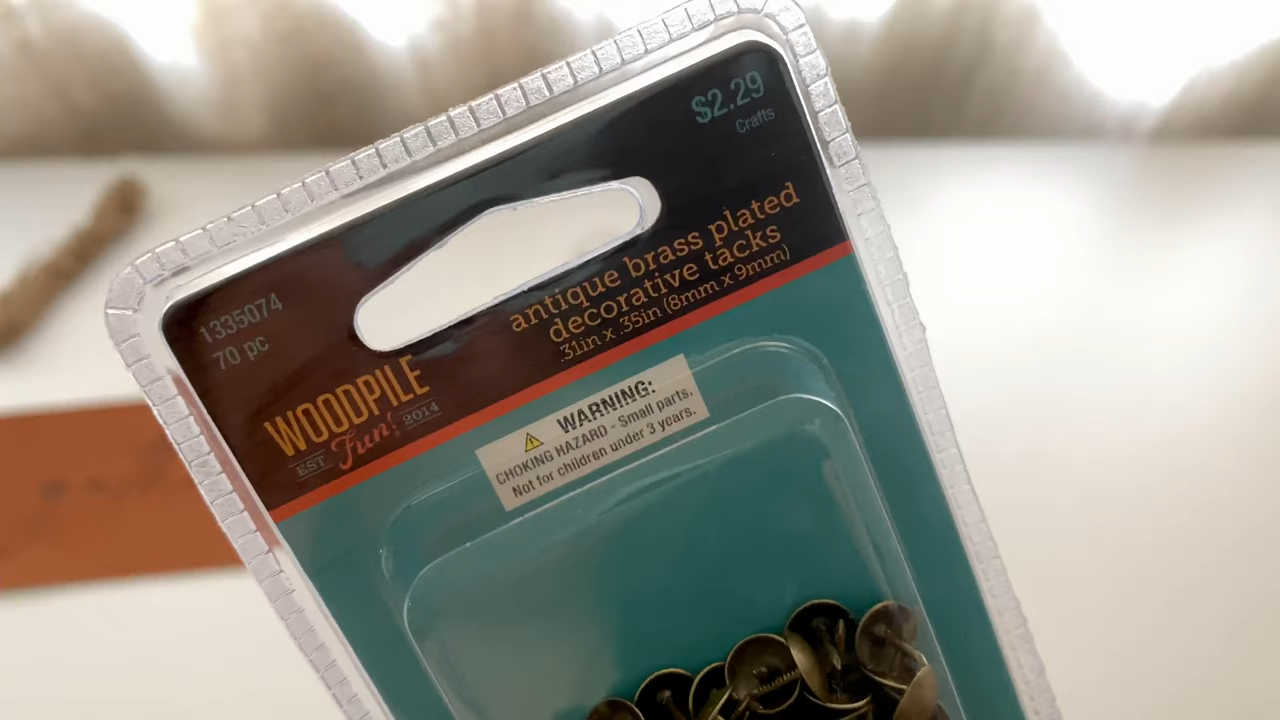 $2.29
Crafts
antique brass plated
decorative tacks
.31in x .35in (8mm x 9mm)
1335074
70 pc
WOODPILE
EST. Fun! 2014
WARNING:
CHOKING HAZARD - Small parts.
Not for children under 3 years.